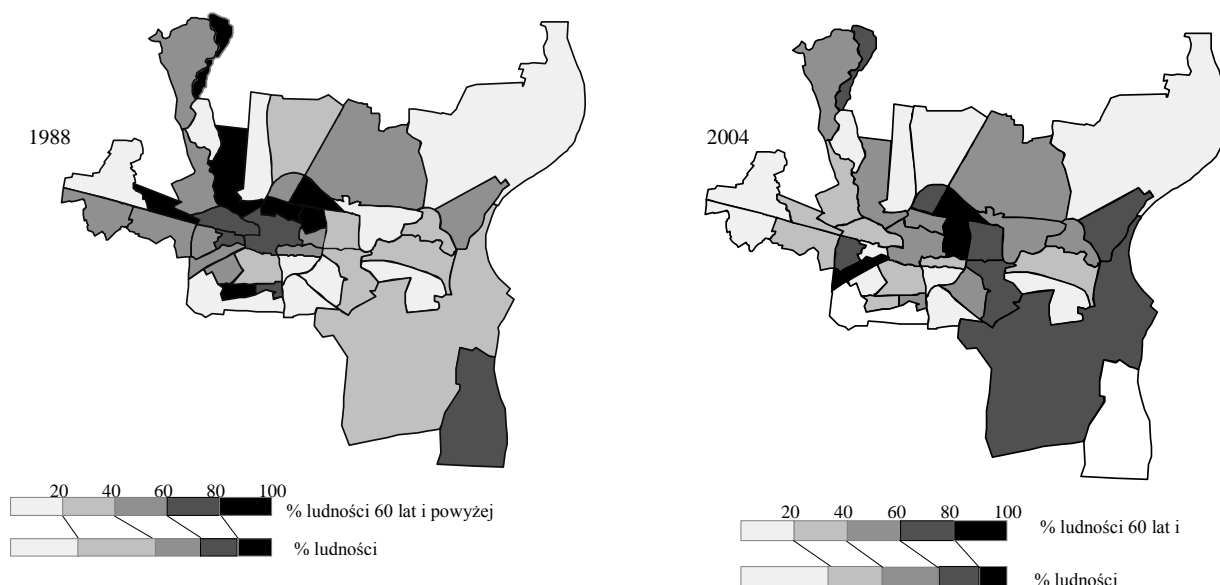 1988
2004
20 40 60 80 100
% ludności 60 lat i powyżej
% ludności
20 40 60 80 100
% ludności 60 lat i
% ludności